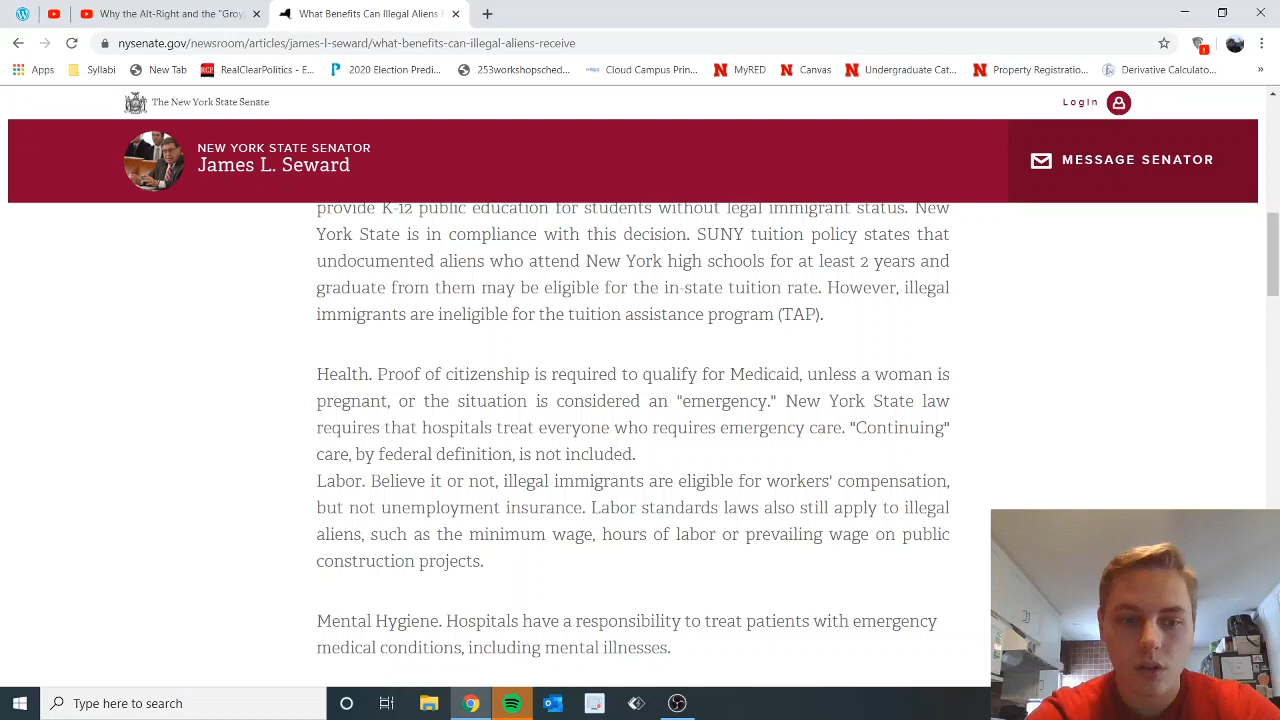 Why the Alt-Right and the "Groyp
What Benefits Can Illegal Aliens
nysenate.gov/newsroom/articles/james-l-seward/what-benefits-can-illegal-aliens-receive
Apps
Syllabi
New Tab
RCP
RealClearPolitics - E...
2020 Election Predi...
253workshopsched...
Cloud Campus Prin...
MyRED
Canvas
Undergraduate Cat...
Property Registratio...
Derivative Calculato...
The New York State Senate
Login
NEW YORK STATE SENATOR
James L. Seward
MESSAGE SENATOR
provide K-12 public education for students without legal immigrant status. New
York State is in compliance with this decision. SUNY tuition policy states that
undocumented aliens who attend New York high schools for at least 2 years and
graduate from them may be eligible for the in-state tuition rate. However, illegal
immigrants are ineligible for the tuition assistance program (TAP).
Health. Proof of citizenship is required to qualify for Medicaid, unless a woman is
pregnant, or the situation is considered an "emergency." New York State law
requires that hospitals treat everyone who requires emergency care. "Continuing"
care, by federal definition, is not included.
Labor. Believe it or not, illegal immigrants are eligible for workers' compensation,
but not unemployment insurance. Labor standards laws also still apply to illegal
aliens, such as the minimum wage, hours of labor or prevailing wage on public
construction projects.
Mental Hygiene. Hospitals have a responsibility to treat patients with emergency
medical conditions, including mental illnesses.
Type here to search